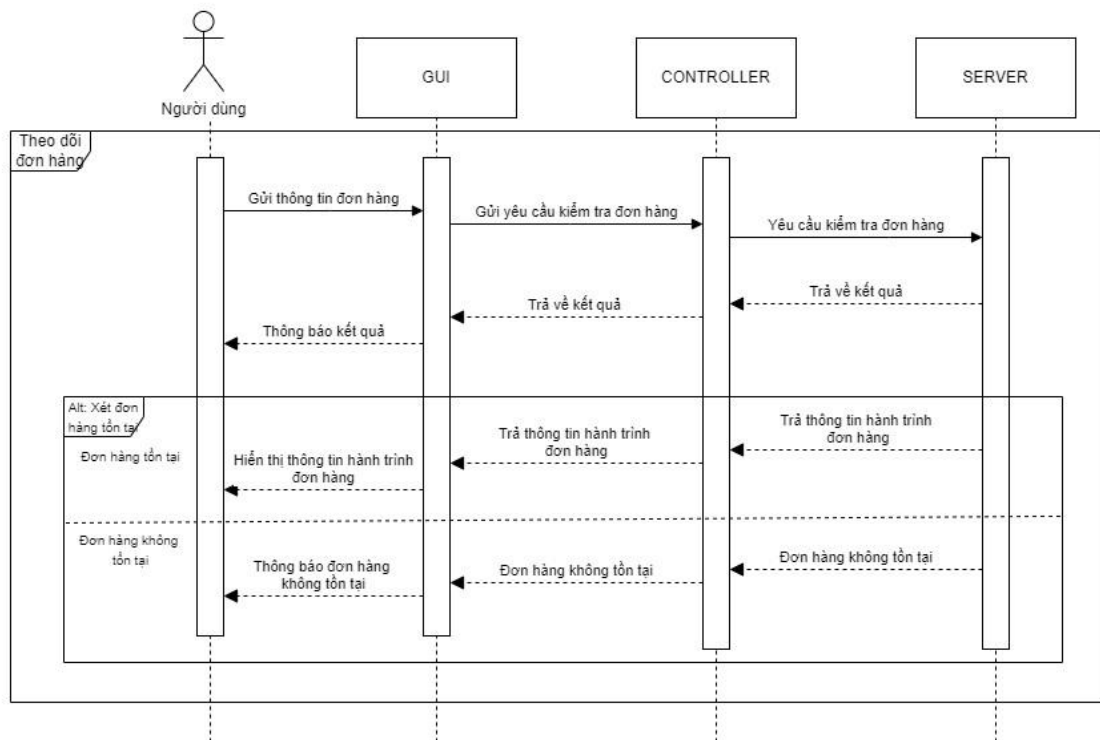 Người dùng
GUI
CONTROLLER
SERVER
Theo dõi
đơn hàng
Gửi thông tin đơn hàng
Gửi yêu cầu kiểm tra đơn hàng
Yêu cầu kiểm tra đơn hàng
Trả về kết quả
Trả về kết quả
Thông báo kết quả
Alt: Xét đơn
hàng tồn tại
Trả thông tin hành trình
đơn hàng
Trả thông tin hành trình
đơn hàng
Đơn hàng tồn tại
Hiển thị thông tin hành trình
đơn hàng
Đơn hàng không
tồn tại
Đơn hàng không tồn tại
Đơn hàng không tồn tại
Thông báo đơn hàng
không tồn tại